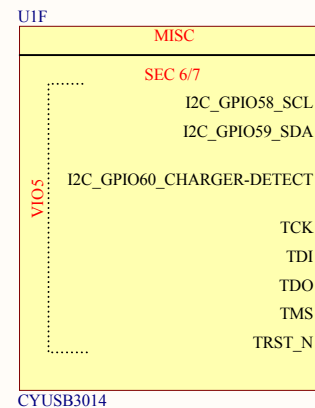 U1F
MISC
SEC 6/7
I2C_GPIO58_SCL
I2C_GPIO59_SDA
I2C_GPIO60_CHARGER-DETECT
VIO5
TCK
TDI
TDO
TMS
TRST_N
CYUSB3014